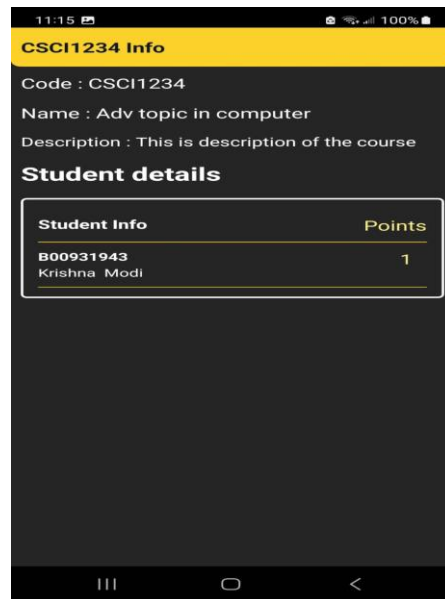 11:15 100%
CSCI1234 Info
Code : CSCI1234
Name : Adv topic in computer
Description : This is description of the course
Student details
Student Info Points
B00931943 1
Krishna Modi